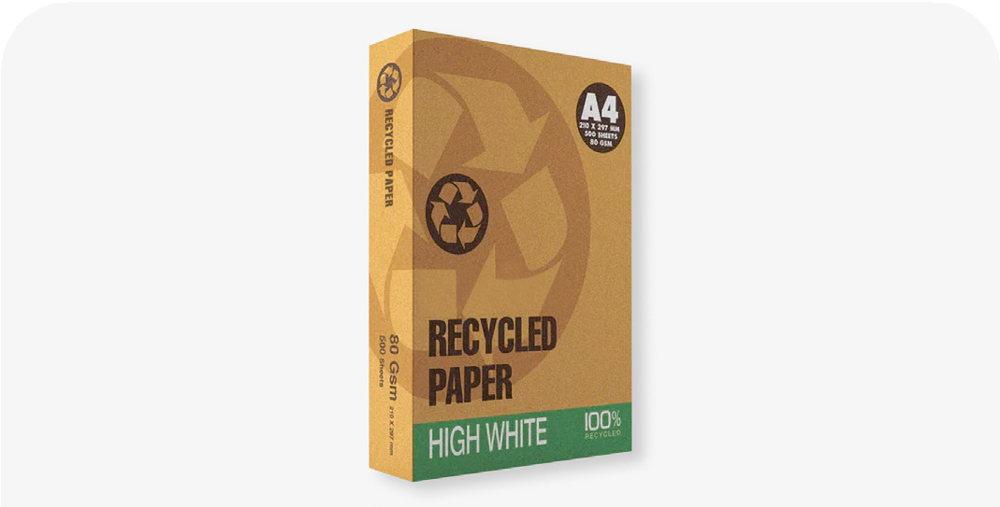 RECYCLED PAPER
80 Gsm 210 X 297 mm
500 Sheets
A4
210 X 297 MM
500 SHEETS
80 GSM
RECYCLED
PAPER
HIGH WHITE
100%
RECYCLED